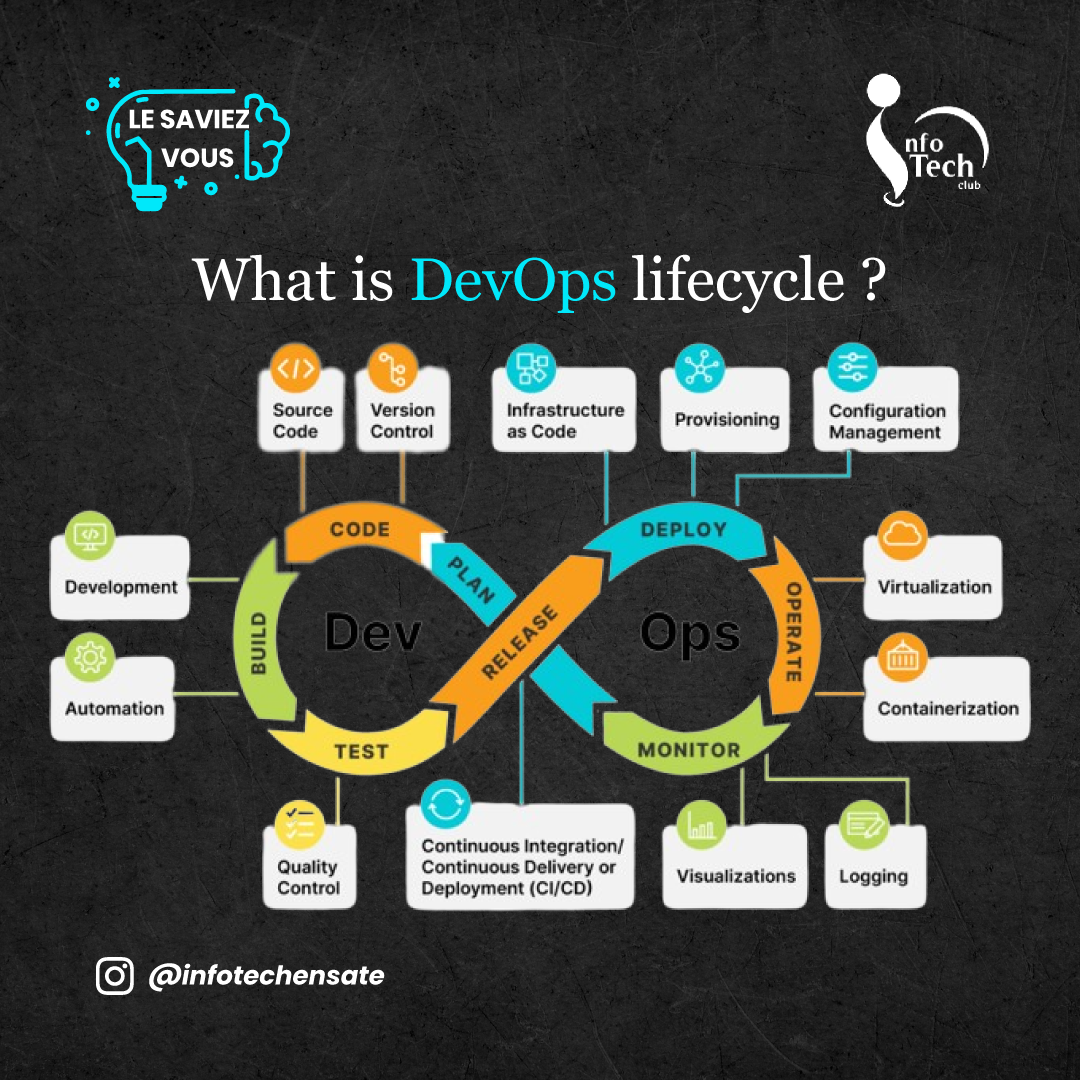 LE SAVIEZ
VOUS
nfo
Tech
club
What is DevOps lifecycle ?
Source
Code
Version
Control
Infrastructure
as Code
Provisioning
Configuration
Management
CODE
PLAN
DEPLOY
Development
Virtualization
BUILD
Dev
RELEASE
Ops
OPERATE
Automation
Containerization
TEST
MONITOR
Quality
Control
Continuous Integration/
Continuous Delivery or
Deployment (CI/CD)
Visualizations
Logging
@infotechensate